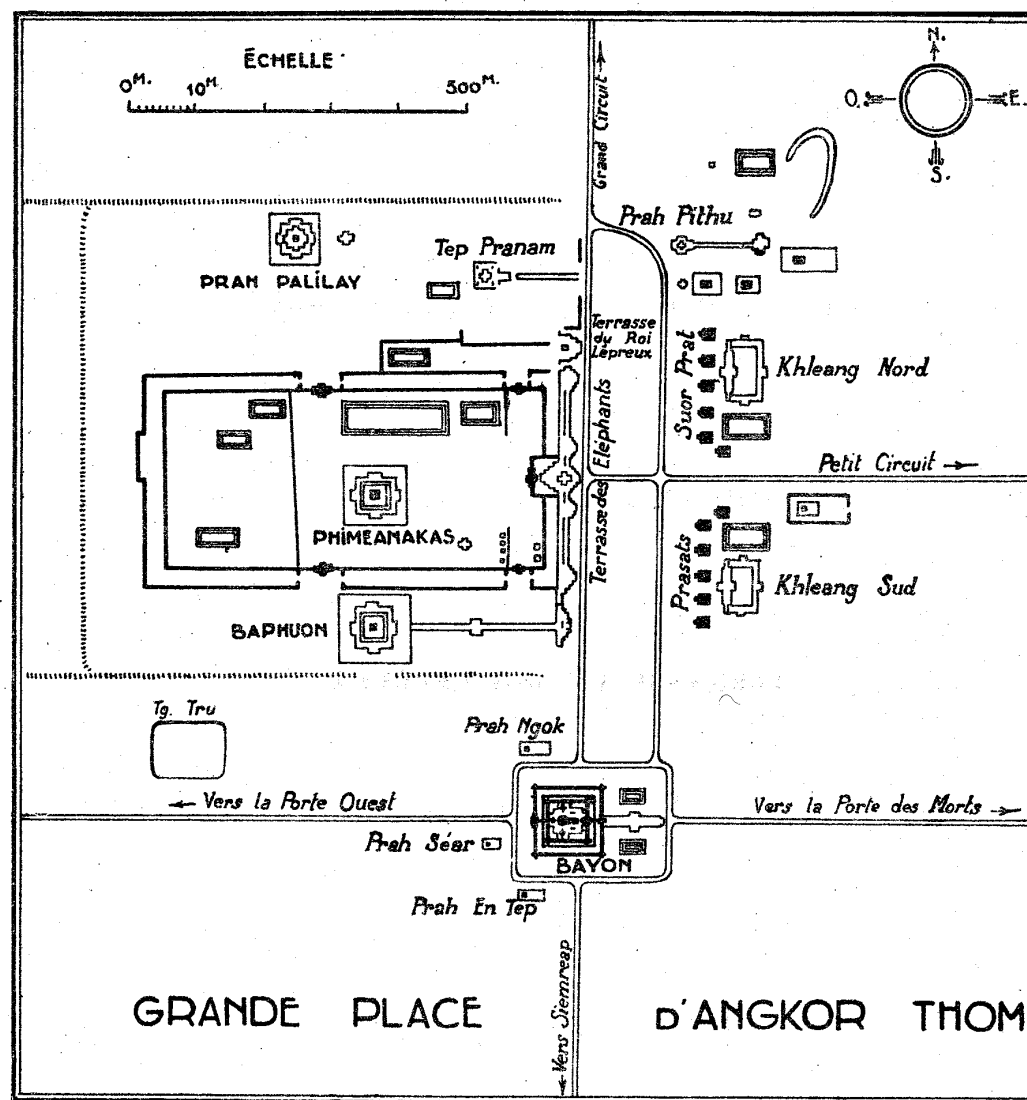 ÉCHELLE
0M. 10M 500M.
N.
O. E.
S.
Grand Circuit
Prah Pithu
Tep Pranam
PRAH PALILAY
Terrasse
du Roi
Lépreux
Suor Prat
Khleang Nord
Petit Circuit
Terrasse des Eléphants
PHIMEANAKAS
Prasats
Khleang Sud
BAPHUON
Tg. Tru
Prah Ngok
Vers la Porte Ouest
Vers la Porte des Morts
Prah Séar
BAYON
Prah En Tep
Vers Siemreap
GRANDE PLACE D'ANGKOR THOM